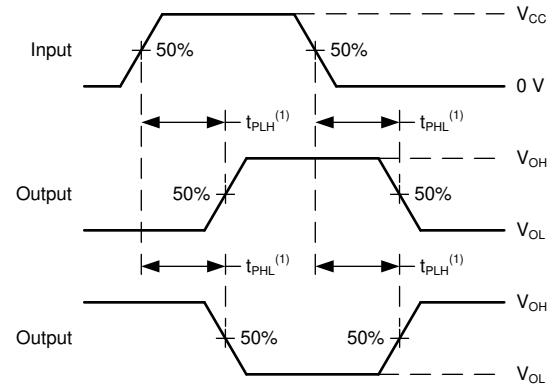 V_CC
Input 50% 50%
0 V
t_PLH^(1) t_PHL^(1)
V_OH
Output 50% 50%
V_OL
t_PHL^(1) t_PLH^(1)
V_OH
Output 50% 50%
V_OL